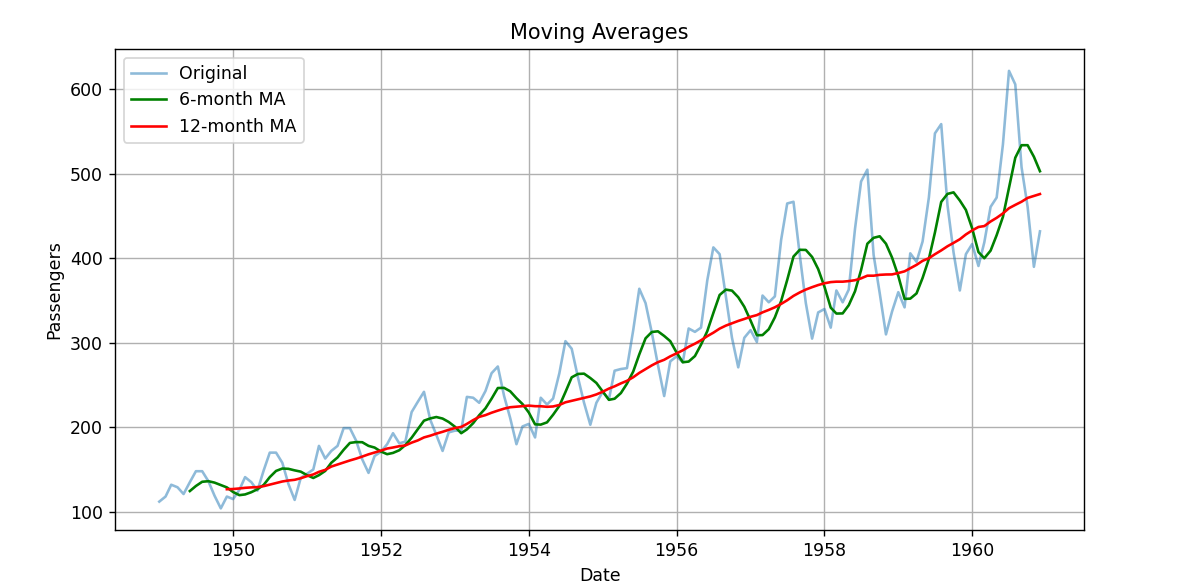 Moving Averages
Original
6-month MA
12-month MA
600
500
400
300
200
100
Passengers
1950 1952 1954 1956 1958 1960
Date